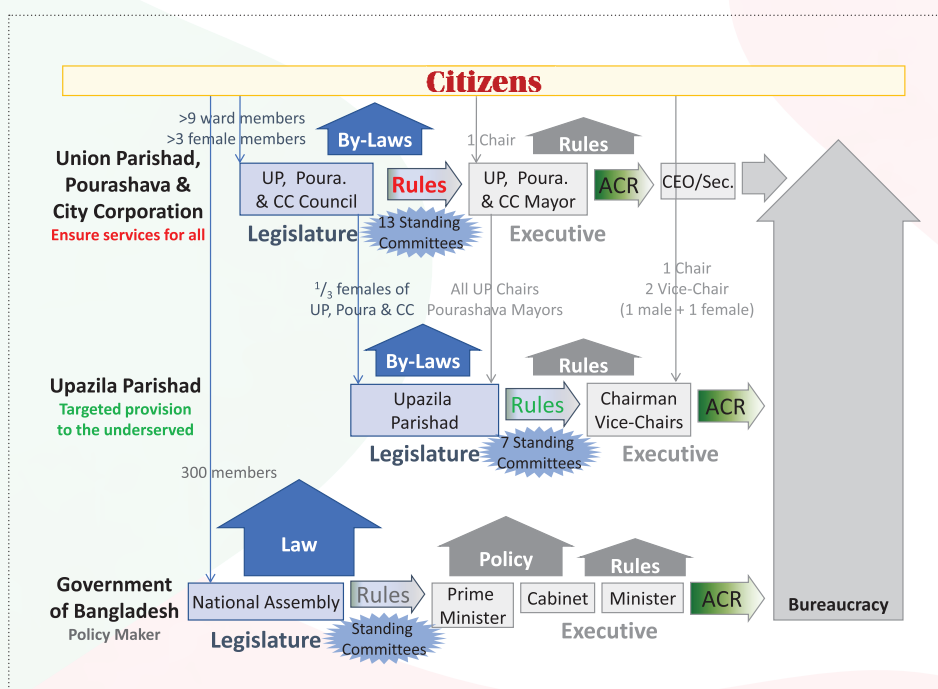 Citizens
>9 ward members
>3 female members
By-Laws
1 Chair
Rules
Union Parishad,
Pourashava &
City Corporation
Ensure services for all
UP, Poura.
& CC Council
Rules
UP, Poura.
& CC Mayor
ACR
CEO/Sec.
Legislature
13 Standing
Committees
Executive
1/3 females of
UP, Poura & CC
All UP Chairs
Pourashava Mayors
1 Chair
2 Vice-Chair
(1 male + 1 female)
By-Laws
Rules
Upazila Parishad
Targeted provision
to the underserved
Upazila
Parishad
Rules
Chairman
Vice-Chairs
ACR
Legislature
7 Standing
Committees
Executive
300 members
Law
Policy
Rules
Government
of Bangladesh
Policy Maker
National Assembly
Rules
Prime
Minister
Cabinet
Minister
ACR
Bureaucracy
Legislature
Standing
Committees
Executive